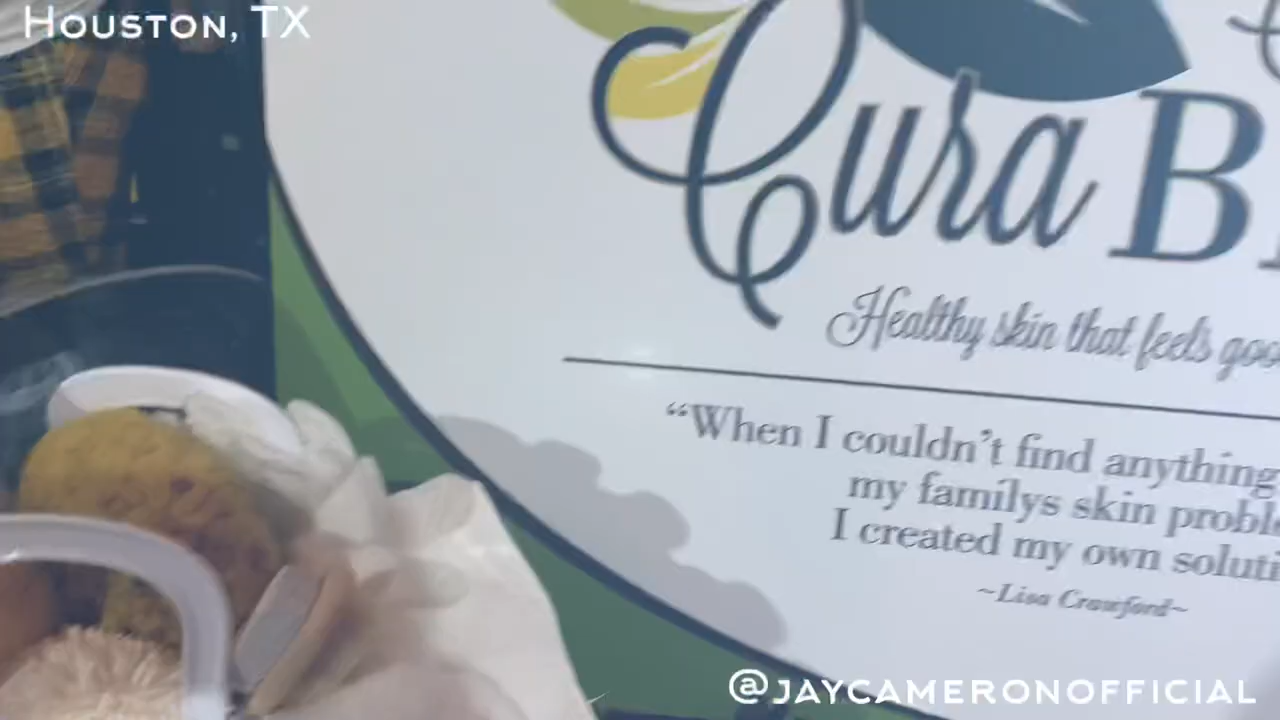 Houston, TX
Cura B
Healthy skin that feels goo
“When I couldn't find anything
my familys skin probl
I created my own soluti
~Lisa Crawford~
@JAYCAMERONOFFICIAL